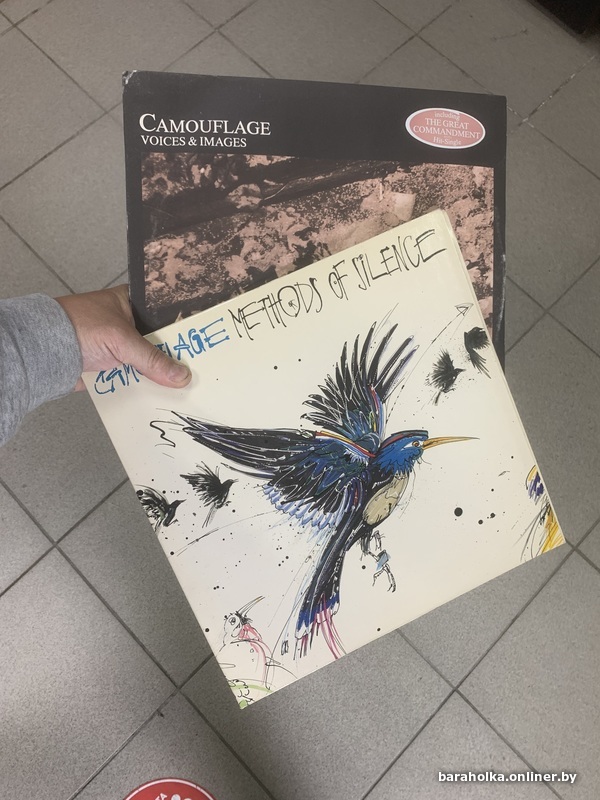 CAMOUFLAGE
VOICES & IMAGES
including
THE GREAT
COMMANDMENT
Hit-Single
METHODS OF SILENCE
baraholka.onliner.by